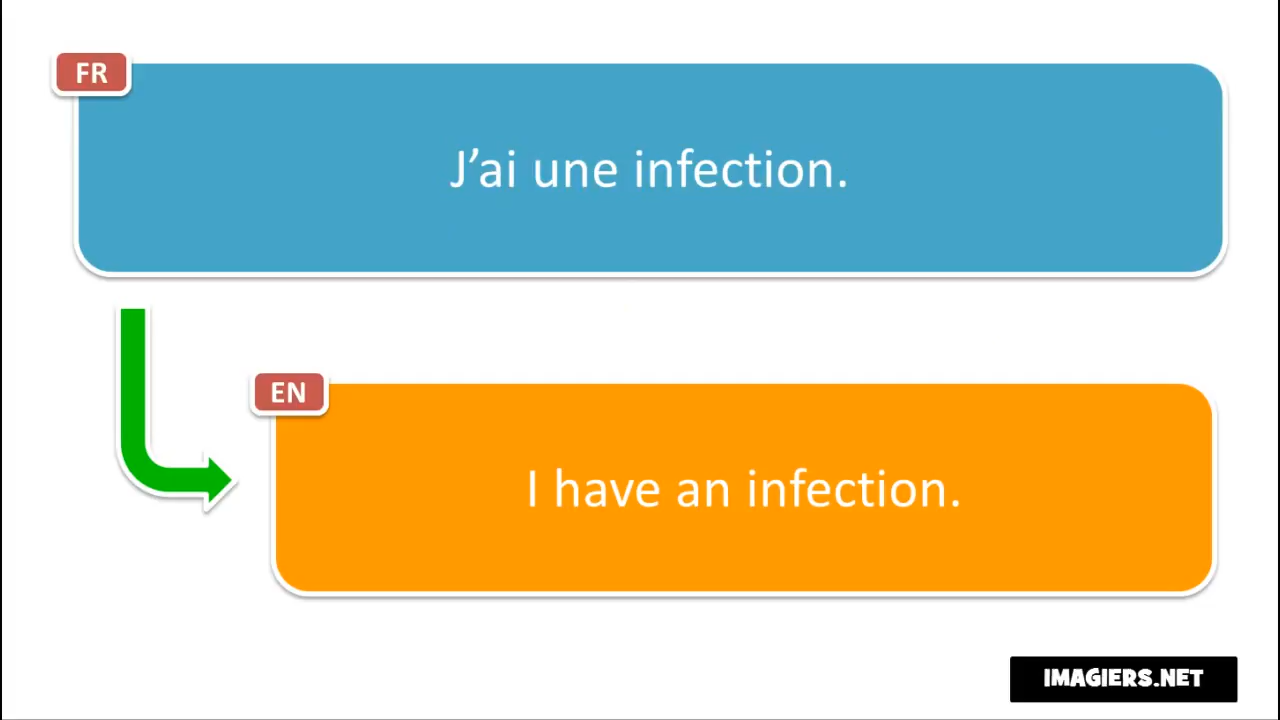 FR
J’ai une infection.
EN
I have an infection.
IMAGIERS.NET